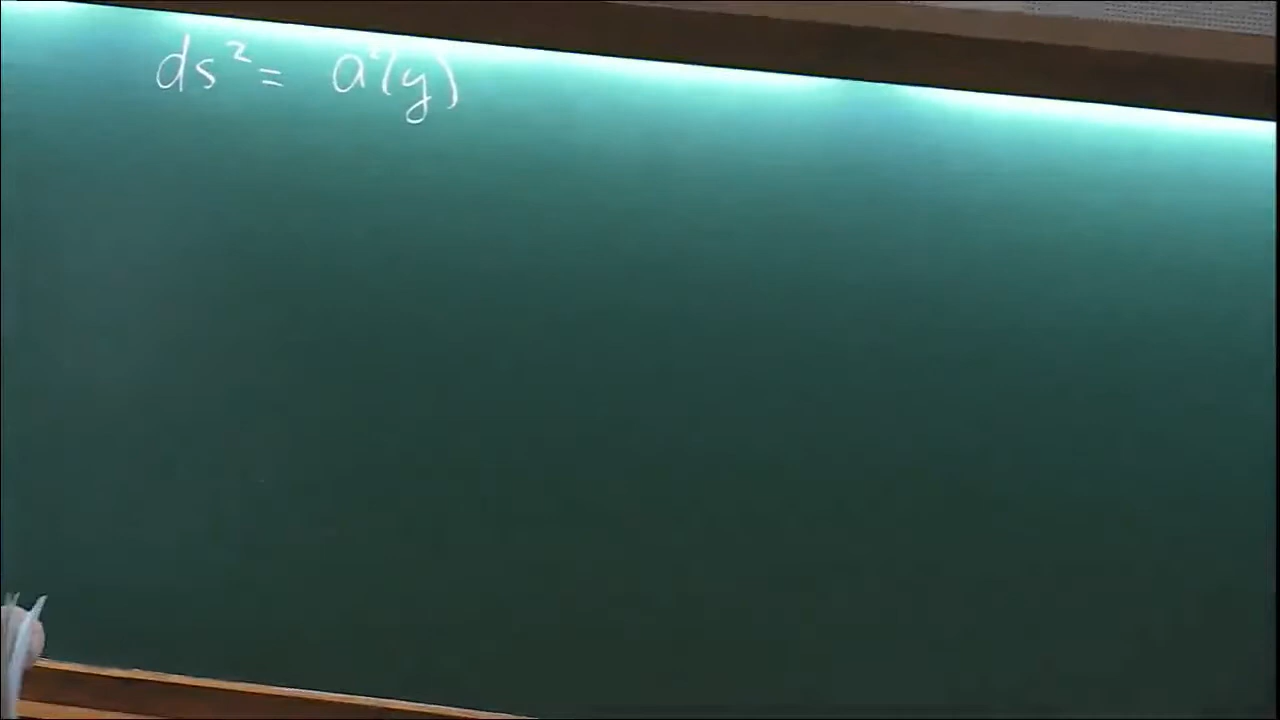 ds² = a²(y)